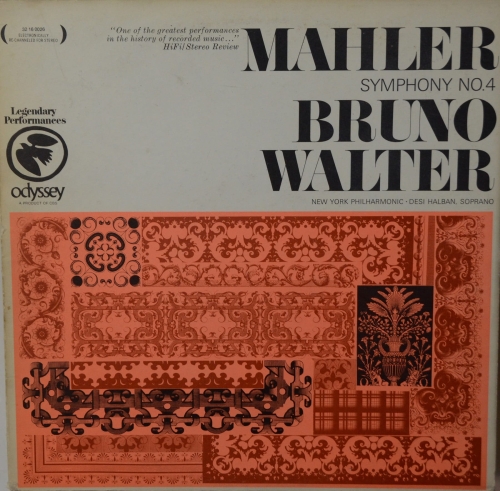 "One of the greatest performances
in the history of recorded music..."
HiFi/Stereo Review
MAHLER
SYMPHONY NO.4
BRUNO
WALTER
NEW YORK PHILHARMONIC · DESI HALBAN, SOPRANO
Legendary
Performances
odyssey